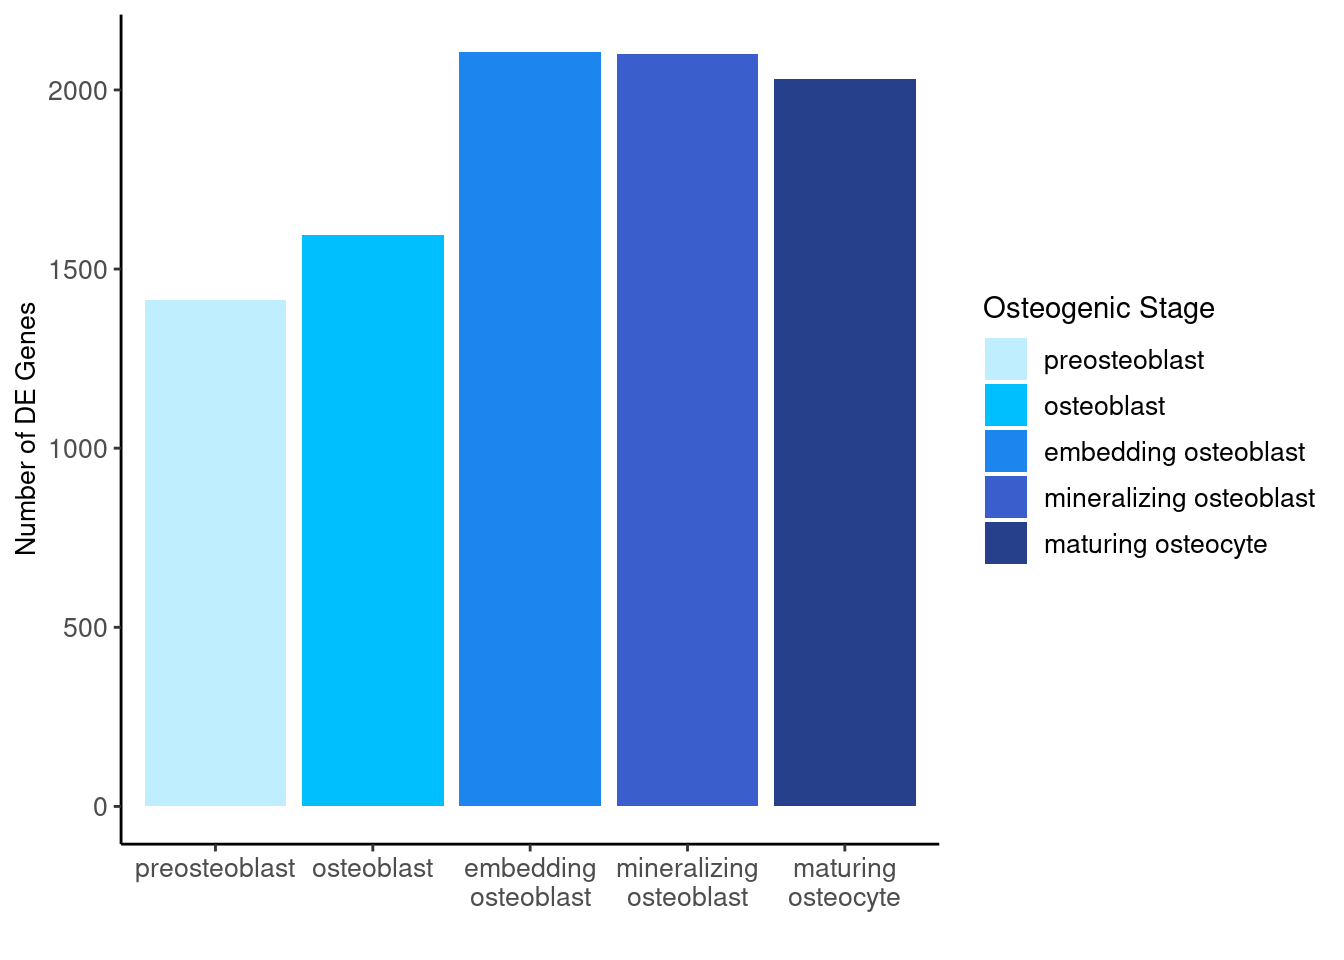 Number of DE Genes
2000
1500
1000
500
0
preosteoblast
osteoblast
embedding
osteoblast
mineralizing
osteoblast
maturing
osteocyte
Osteogenic Stage
preosteoblast
osteoblast
embedding osteoblast
mineralizing osteoblast
maturing osteocyte